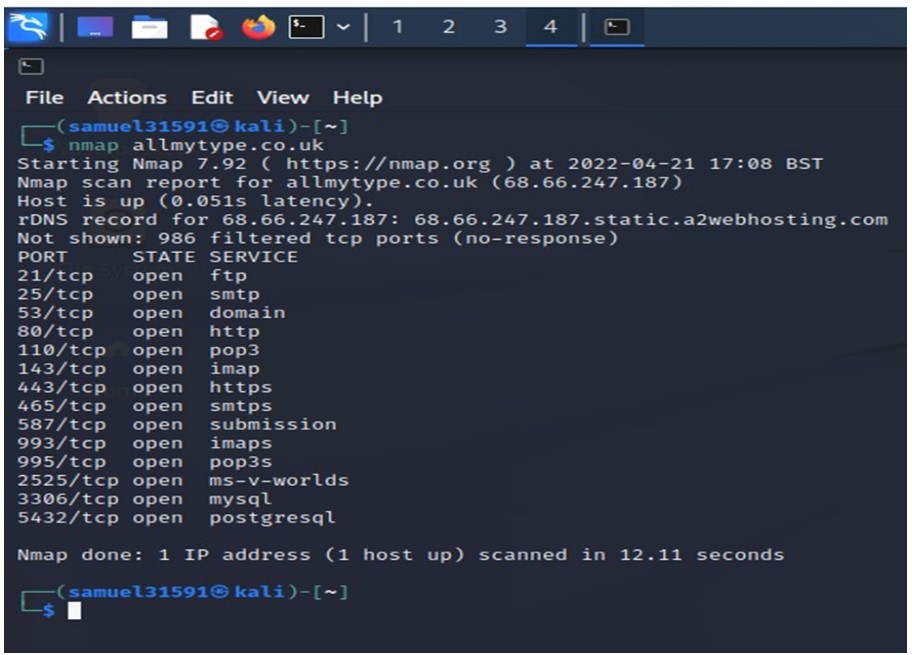 1 2 3 4
File Actions Edit View Help
┌──(samuel31591㉿kali)-[~]
└─$ nmap allmytype.co.uk
Starting Nmap 7.92 ( https://nmap.org ) at 2022-04-21 17:08 BST
Nmap scan report for allmytype.co.uk (68.66.247.187)
Host is up (0.051s latency).
rDNS record for 68.66.247.187: 68.66.247.187.static.a2webhosting.com
Not shown: 986 filtered tcp ports (no-response)
PORT     STATE SERVICE
21/tcp   open  ftp
25/tcp   open  smtp
53/tcp   open  domain
80/tcp   open  http
110/tcp  open  pop3
143/tcp  open  imap
443/tcp  open  https
465/tcp  open  smtps
587/tcp  open  submission
993/tcp  open  imaps
995/tcp  open  pop3s
2525/tcp open  ms-v-worlds
3306/tcp open  mysql
5432/tcp open  postgresql
Nmap done: 1 IP address (1 host up) scanned in 12.11 seconds
┌──(samuel31591㉿kali)-[~]
└─$